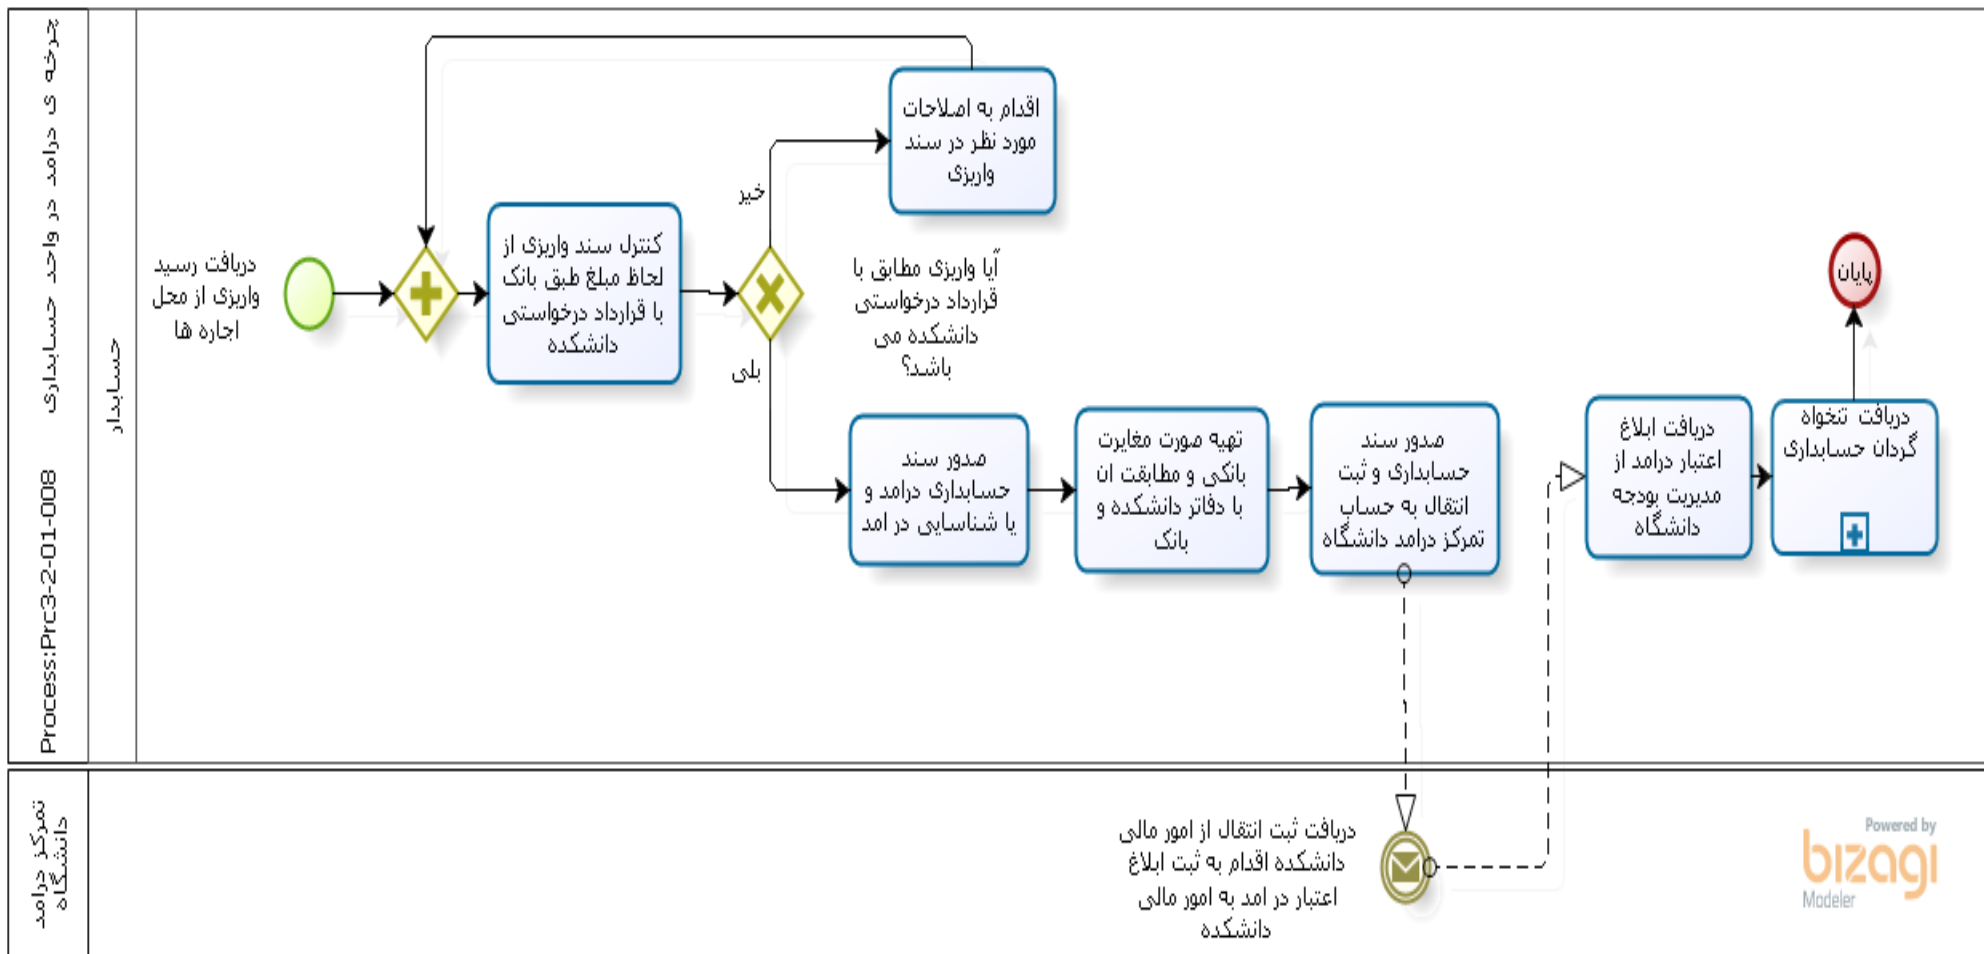 چرخه ی درامد در واحد حسابداری
Process:Prc3-2-01-008
حسابدار
دریافت رسید
واریزی از محل
اجاره ها
کنترل سند واریزی از
لحاظ مبلغ طبق بانک
با قرارداد درخواستی
دانشکده
خیر
بلی
اقدام به اصلاحات
مورد نظر در سند
واریزی
آیا واریزی مطابق با
قرارداد درخواستی
دانشکده می
باشد؟
صدور سند
حسابداری درامد و
یا شناسایی در امد
تهیه صورت مغایرت
بانکی و مطابقت ان
با دفاتر دانشکده و
بانک
صدور سند
حسابداری و ثبت
انتقال به حساب
تمرکز درامد دانشگاه
دریافت ابلاغ
اعتبار درامد از
مدیریت بودجه
دانشگاه
دریافت تنخواه
گردان حسابداری
پایان
تمرکز درامد
دانشگاه
دریافت ثبت انتقال از امور مالی
دانشکده اقدام به ثبت ابلاغ
اعتبار در امد به امور مالی
دانشکده
Powered by
bizagi
Modeler